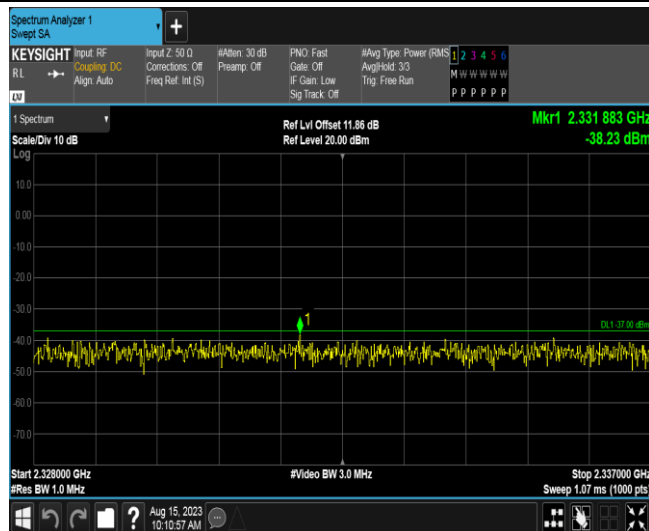 Spectrum Analyzer 1
Swept SA
+
KEYSIGHT
RL
LXI
Input: RF
Coupling: DC
Align: Auto
Input Z: 50 Ω
Corrections: Off
Freq Ref: Int (S)
#Atten: 30 dB
Preamp: Off
PNO: Fast
Gate: Off
IF Gain: Low
Sig Track: Off
#Avg Type: Power (RMS
Avg|Hold: 3/3
Trig: Free Run
1 2 3 4 5 6
M W W W W W
P P P P P P
1 Spectrum
Scale/Div 10 dB
Log
Ref Lvl Offset 11.86 dB
Ref Level 20.00 dBm
Mkr1 2.331 883 GHz
-38.23 dBm
10.0
0.00
-10.0
-20.0
-30.0
1
DL1 -37.00 dBm
-40.0
-50.0
-60.0
-70.0
Start 2.328000 GHz
#Res BW 1.0 MHz
#Video BW 3.0 MHz
Stop 2.337000 GHz
Sweep 1.07 ms (1000 pts)
?
Aug 15, 2023
10:10:57 AM